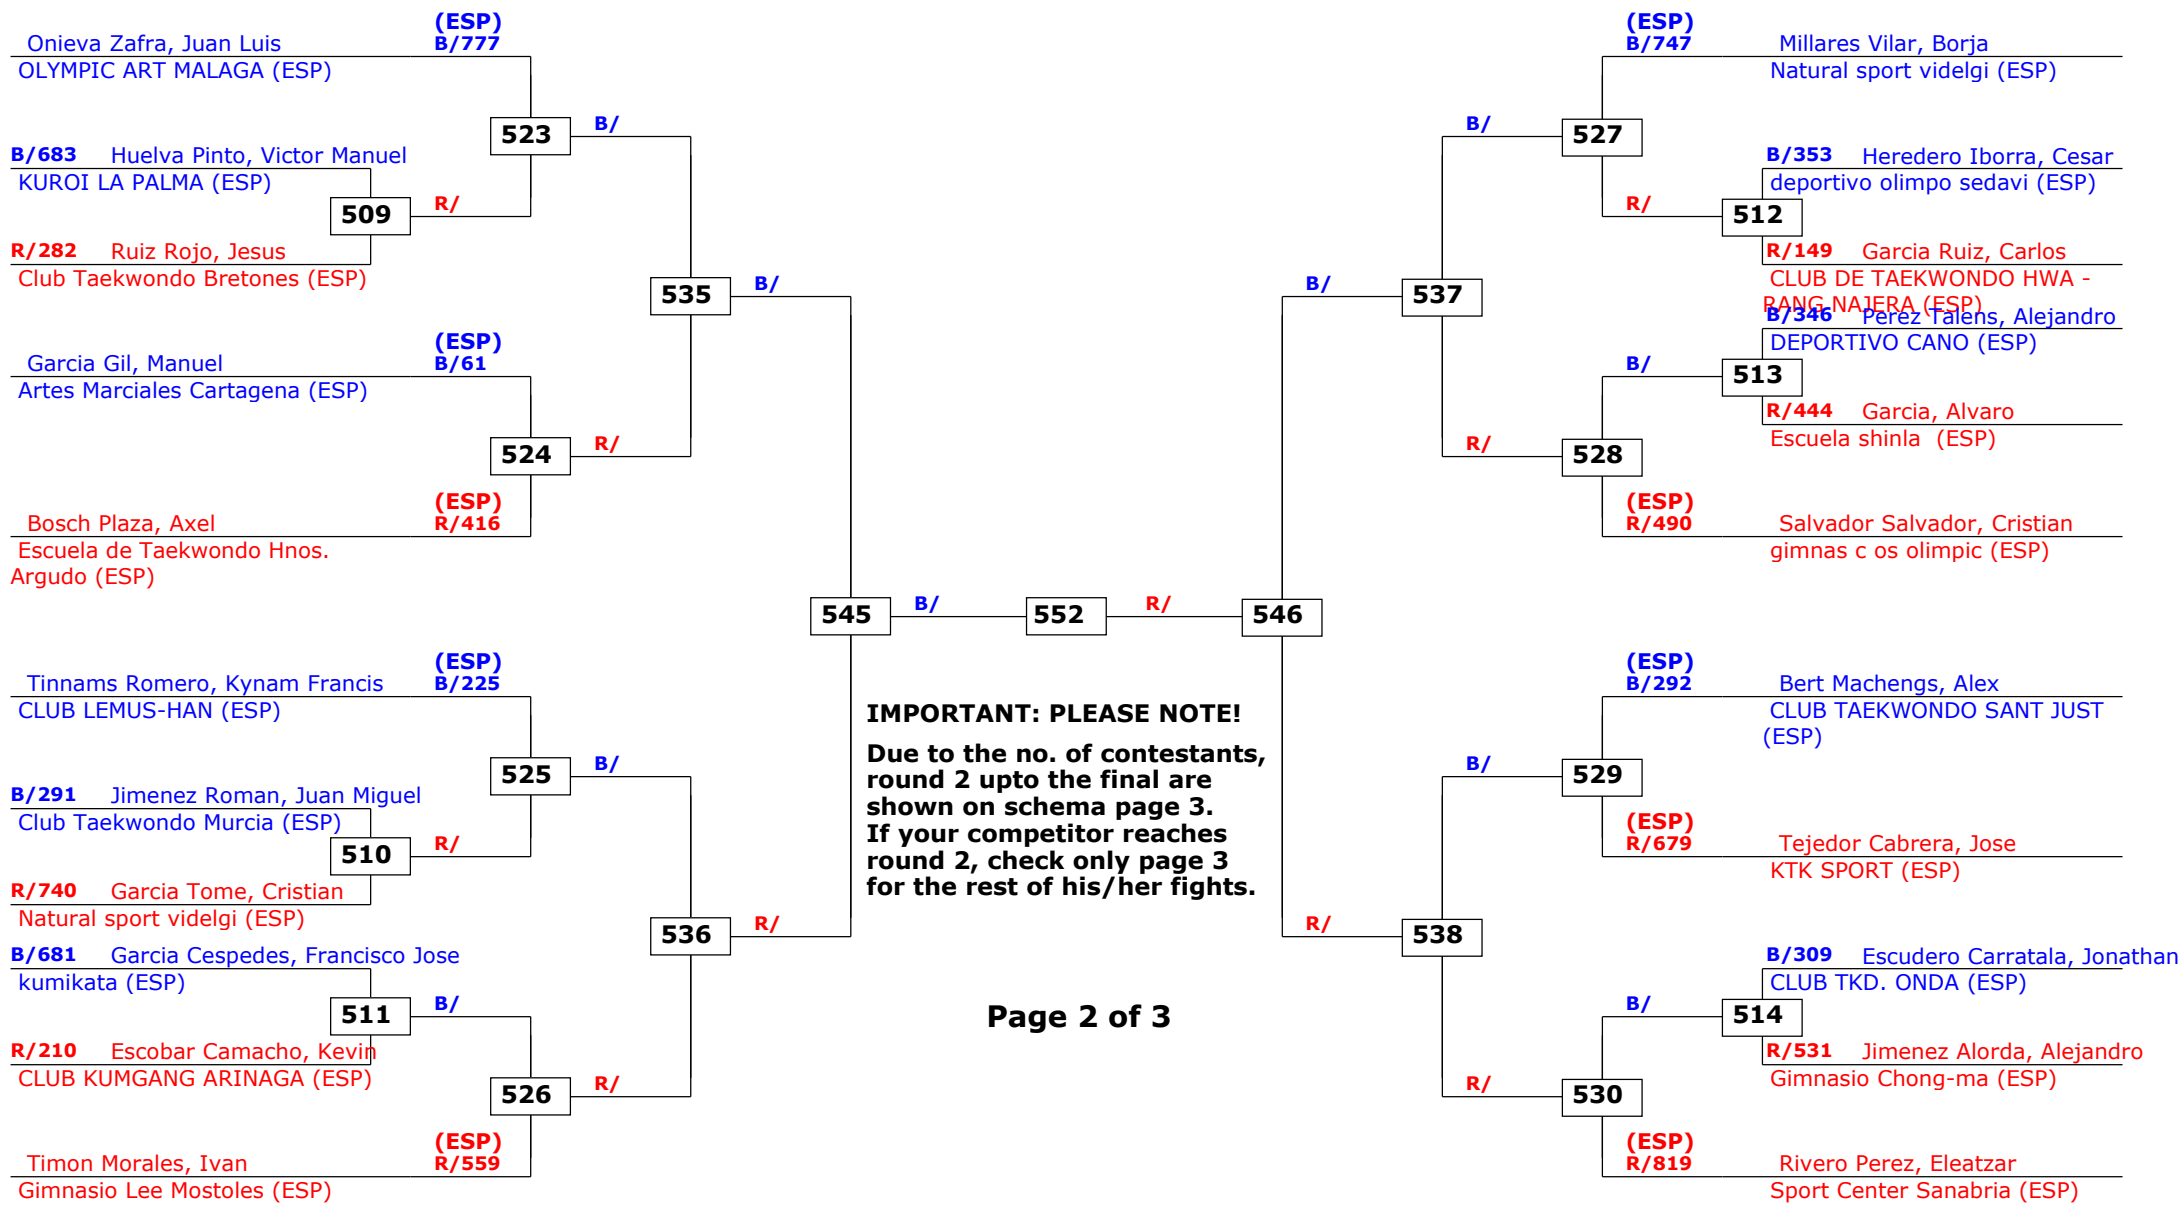 (ESP)
Onieva Zafra, Juan Luis B/777
OLYMPIC ART MALAGA (ESP)
523
B/
B/683 Huelva Pinto, Victor Manuel
KUROI LA PALMA (ESP)
509
R/
R/282 Ruiz Rojo, Jesus
Club Taekwondo Bretones (ESP)
535
B/
(ESP)
Garcia Gil, Manuel B/61
Artes Marciales Cartagena (ESP)
524
R/
(ESP)
Bosch Plaza, Axel R/416
Escuela de Taekwondo Hnos.
Argudo (ESP)
545
B/
552
R/
546
(ESP)
Tinnams Romero, Kynam Francis B/225
CLUB LEMUS-HAN (ESP)
525
B/
B/291 Jimenez Roman, Juan Miguel
Club Taekwondo Murcia (ESP)
510
R/
R/740 Garcia Tome, Cristian
Natural sport videlgi (ESP)
536
R/
B/681 Garcia Cespedes, Francisco Jose
kumikata (ESP)
511
B/
R/210 Escobar Camacho, Kevin
CLUB KUMGANG ARINAGA (ESP)
526
R/
(ESP)
Timon Morales, Ivan R/559
Gimnasio Lee Mostoles (ESP)
IMPORTANT: PLEASE NOTE!
Due to the no. of contestants,
round 2 upto the final are
shown on schema page 3.
If your competitor reaches
round 2, check only page 3
for the rest of his/her fights.
Page 2 of 3
(ESP)
B/747 Millares Vilar, Borja
Natural sport videlgi (ESP)
B/
527
B/353 Heredero Iborra, Cesar
deportivo olimpo sedavi (ESP)
R/
512
R/149 Garcia Ruiz, Carlos
CLUB DE TAEKWONDO HWA -
RANG NAJERA (ESP)
B/
537
B/346 Perez Talens, Alejandro
DEPORTIVO CANO (ESP)
B/
513
R/444 Garcia, Alvaro
Escuela shinla (ESP)
R/
528
(ESP)
R/490 Salvador Salvador, Cristian
gimnas c os olimpic (ESP)
(ESP)
B/292 Bert Machengs, Alex
CLUB TAEKWONDO SANT JUST
(ESP)
B/
529
(ESP)
R/679 Tejedor Cabrera, Jose
KTK SPORT (ESP)
R/
538
B/309 Escudero Carratala, Jonathan
CLUB TKD. ONDA (ESP)
B/
514
R/531 Jimenez Alorda, Alejandro
Gimnasio Chong-ma (ESP)
R/
530
(ESP)
R/819 Rivero Perez, Eleatzar
Sport Center Sanabria (ESP)